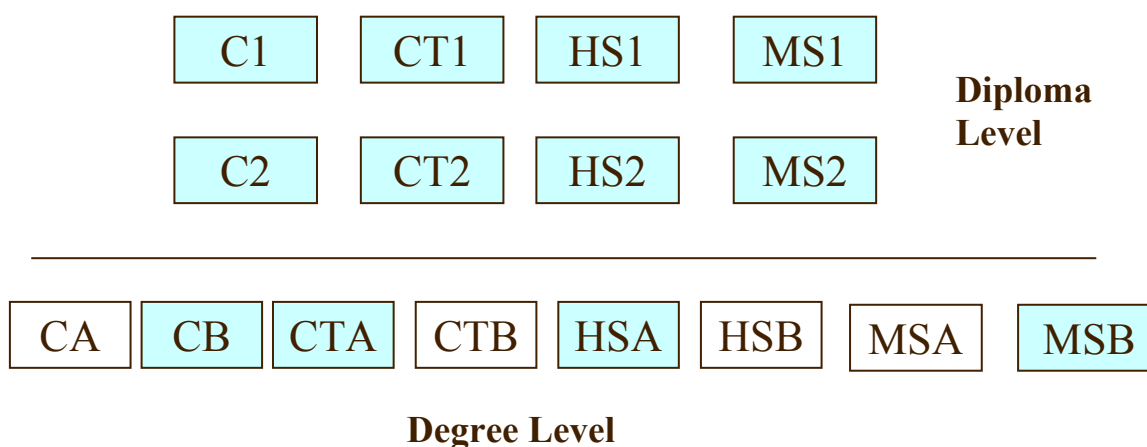 C1 CT1 HS1 MS1
Diploma
Level
C2 CT2 HS2 MS2
CA CB CTA CTB HSA HSB MSA MSB
Degree Level